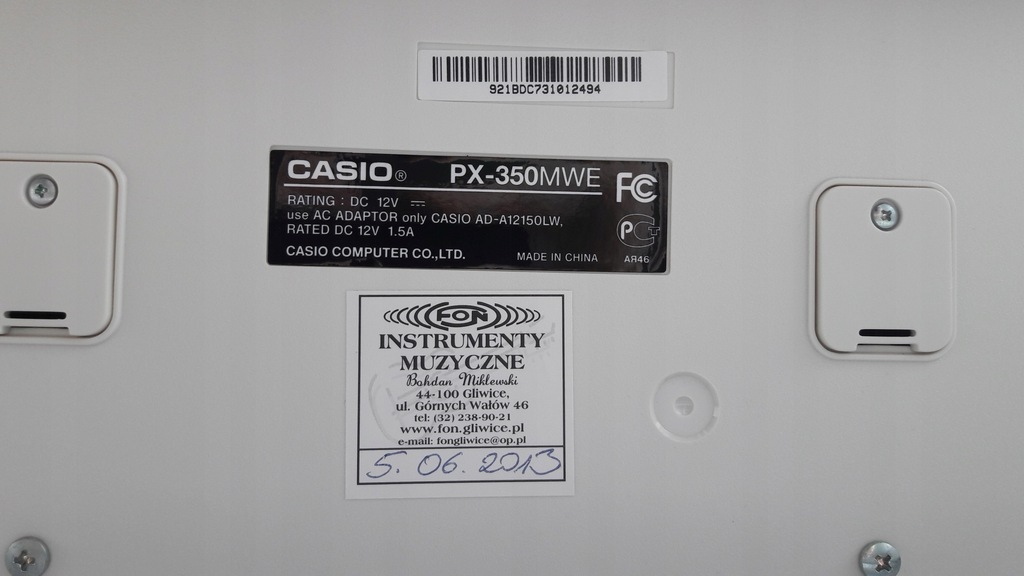 921BDC731012494
CASIO® PX-350MWE
FC
RATING : DC 12V ⎓
use AC ADAPTOR only CASIO AD-A12150LW,
RATED DC 12V 1.5A
CASIO COMPUTER CO.,LTD. MADE IN CHINA
АЯ46
FON
INSTRUMENTY
MUZYCZNE
Bohdan Miklewski
44-100 Gliwice,
ul. Górnych Wałów 46
tel: (32) 238-90-21
www.fon.gliwice.pl
e-mail: fongliwice@op.pl
5. 06. 2013